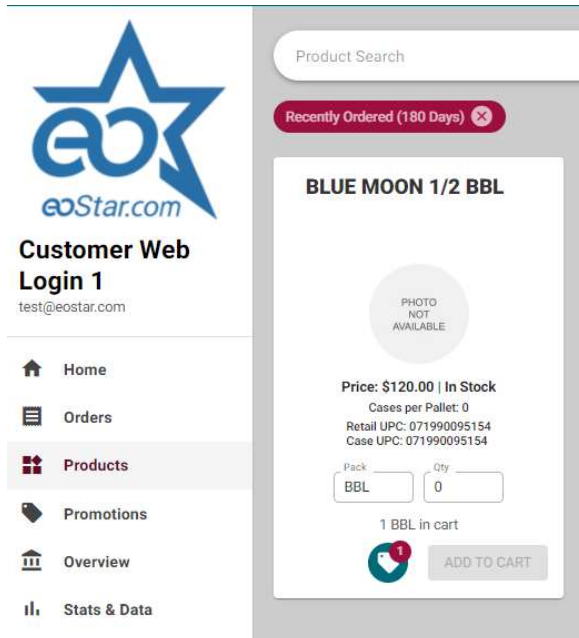 eo
eoStar.com
Customer Web
Login 1
test@eostar.com
Home
Orders
Products
Promotions
Overview
Stats & Data
Product Search
Recently Ordered (180 Days)
BLUE MOON 1/2 BBL
PHOTO
NOT
AVAILABLE
Price: $120.00 | In Stock
Cases per Pallet: 0
Retail UPC: 071990095154
Case UPC: 071990095154
Pack Qty
BBL 0
1 BBL in cart
1
ADD TO CART